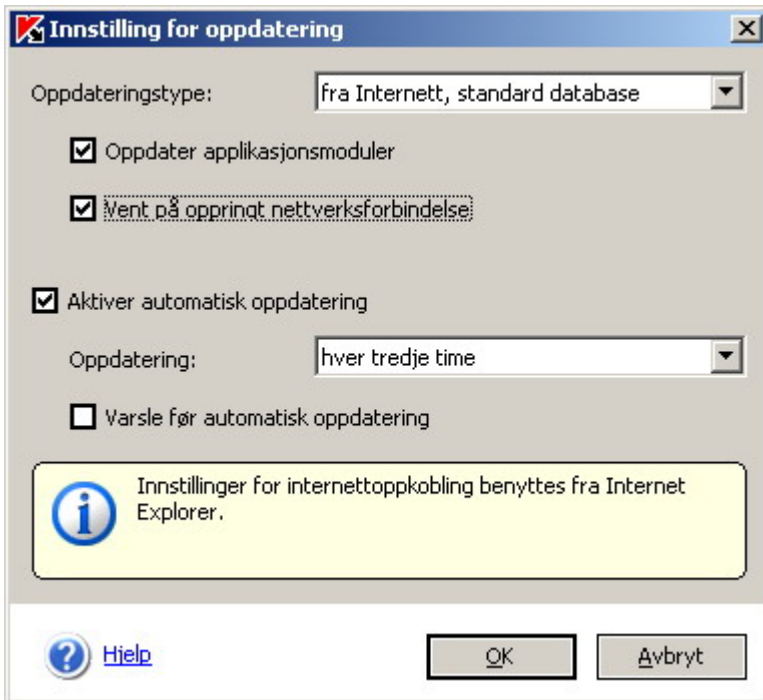 Innstilling for oppdatering
Oppdateringstype: fra Internett, standard database
Oppdater applikasjonsmoduler
Vent på oppringt nettverksforbindelse
Aktiver automatisk oppdatering
Oppdatering: hver tredje time
Varsle før automatisk oppdatering
Innstillinger for internettoppkobling benyttes fra Internet
Explorer.
Hjelp OK Avbryt